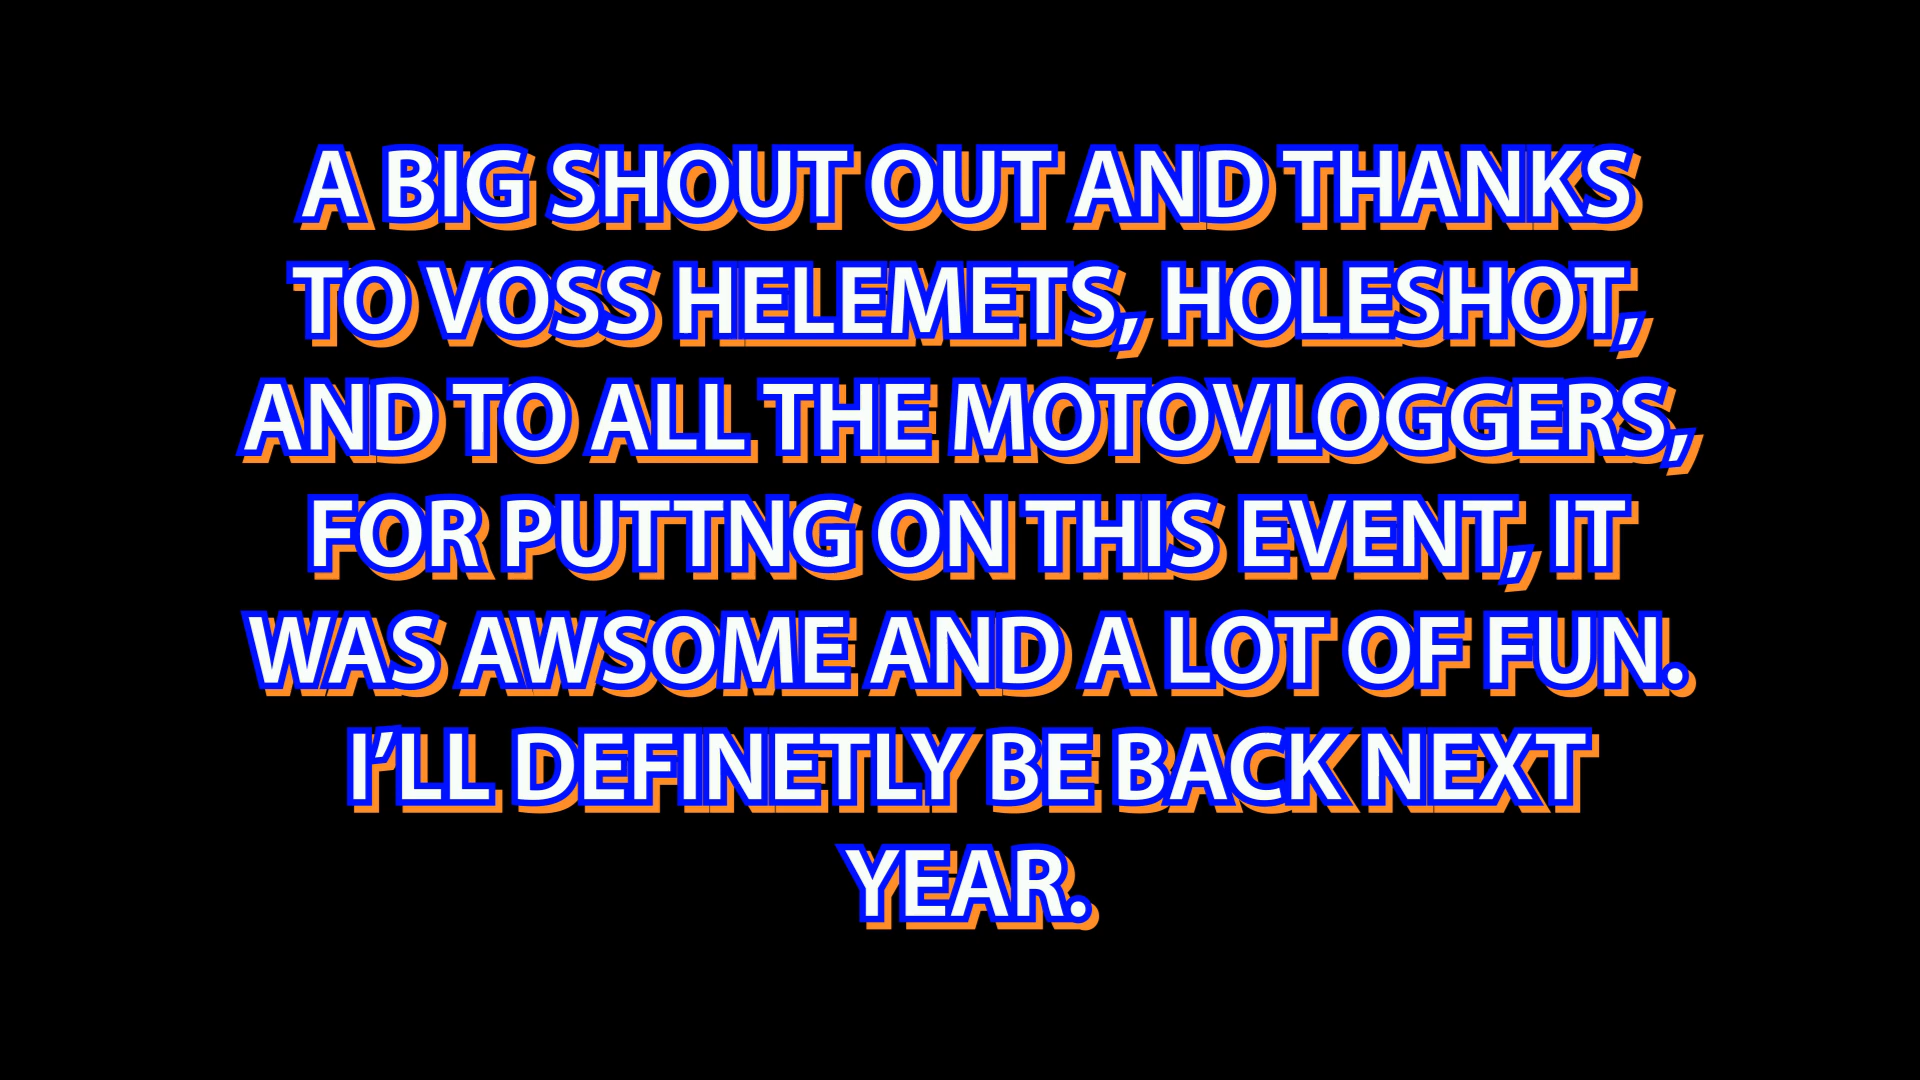 A BIG SHOUT OUT AND THANKS
TO VOSS HELEMETS, HOLESHOT,
AND TO ALL THE MOTOVLOGGERS,
FOR PUTTNG ON THIS EVENT, IT
WAS AWSOME AND A LOT OF FUN.
I’LL DEFINETLY BE BACK NEXT
YEAR.